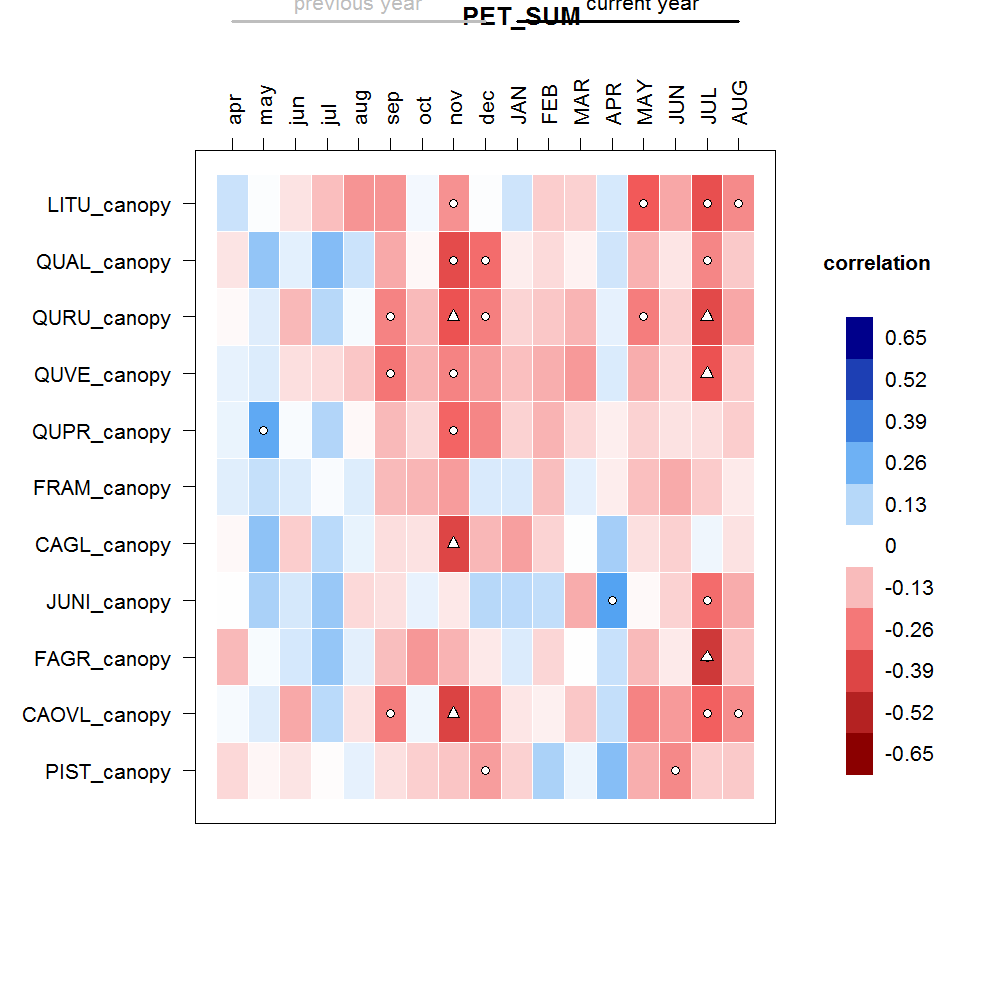 previous year
current year
PET_SUM
apr may jun jul aug sep oct nov dec JAN FEB MAR APR MAY JUN JUL AUG
LITU_canopy
QUAL_canopy
QURU_canopy
QUVE_canopy
QUPR_canopy
FRAM_canopy
CAGL_canopy
JUNI_canopy
FAGR_canopy
CAOVL_canopy
PIST_canopy
correlation
0.65
0.52
0.39
0.26
0.13
0
-0.13
-0.26
-0.39
-0.52
-0.65